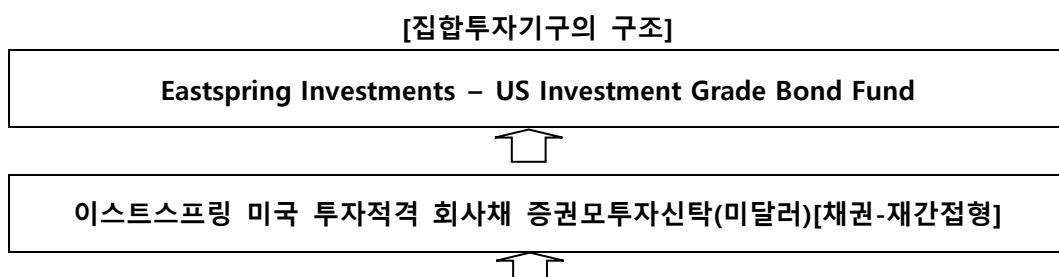 [집합투자기구의 구조]
Eastspring Investments – US Investment Grade Bond Fund
이스트스프링 미국 투자적격 회사채 증권모투자신탁(미달러)[채권-재간접형]